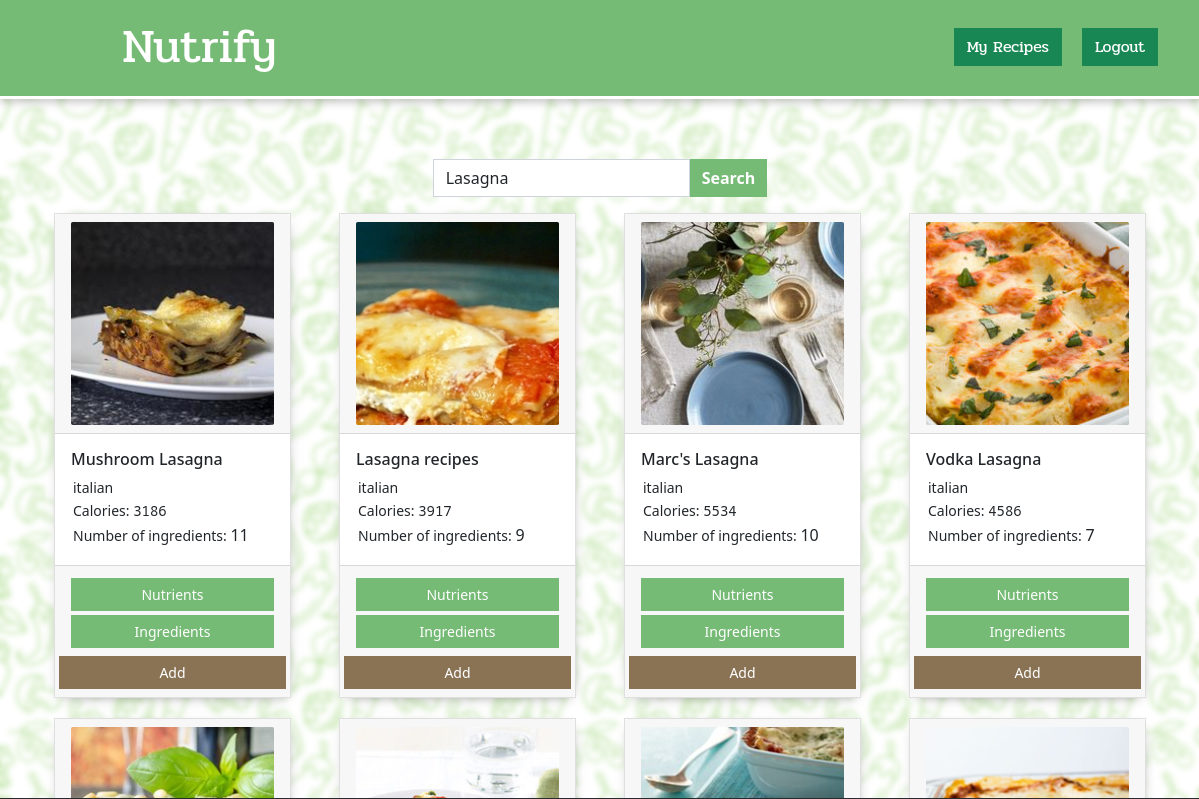 Nutrify
My Recipes
Logout
Lasagna
Search
Mushroom Lasagna
italian
Calories: 3186
Number of ingredients: 11
Nutrients
Ingredients
Add
Lasagna recipes
italian
Calories: 3917
Number of ingredients: 9
Nutrients
Ingredients
Add
Marc's Lasagna
italian
Calories: 5534
Number of ingredients: 10
Nutrients
Ingredients
Add
Vodka Lasagna
italian
Calories: 4586
Number of ingredients: 7
Nutrients
Ingredients
Add